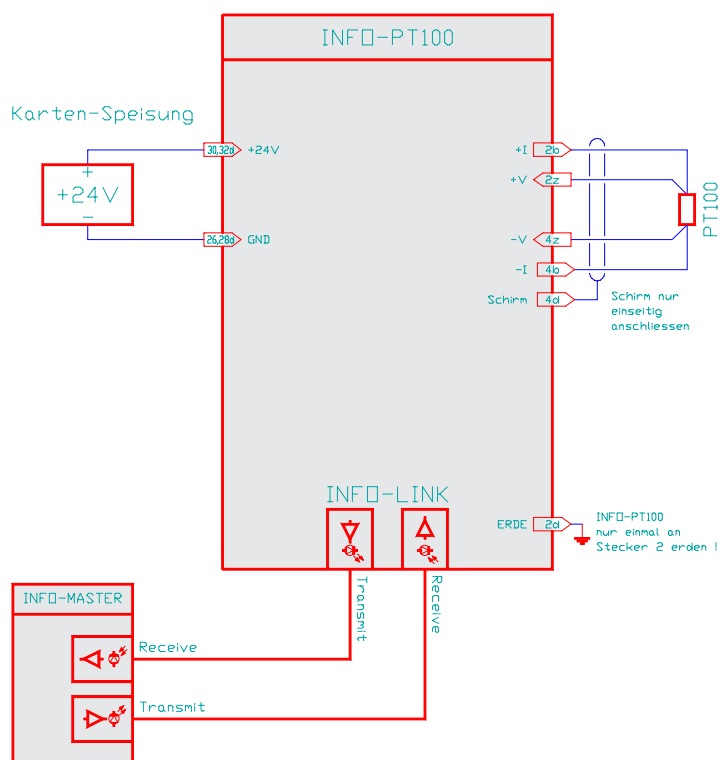 INFO-PT100
Karten-Speisung
+24V
30,32d +24V
26,28d GND
+I 2b
+V 2z
-V 4z
-I 4b
Schirm 4d
PT100
Schirm nur
einseitig
anschliessen
INFO-LINK
ERDE 2d
INFO-PT100
nur einmal an
Stecker 2 erden !
Transmit
Receive
INFO-MASTER
Receive
Transmit